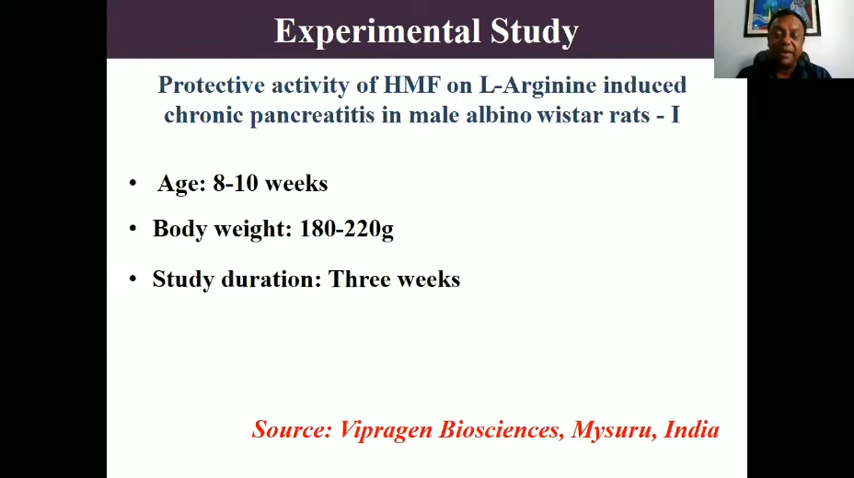 Experimental Study
Protective activity of HMF on L-Arginine induced
chronic pancreatitis in male albino wistar rats - I
• Age: 8-10 weeks
• Body weight: 180-220g
• Study duration: Three weeks
Source: Vipragen Biosciences, Mysuru, India